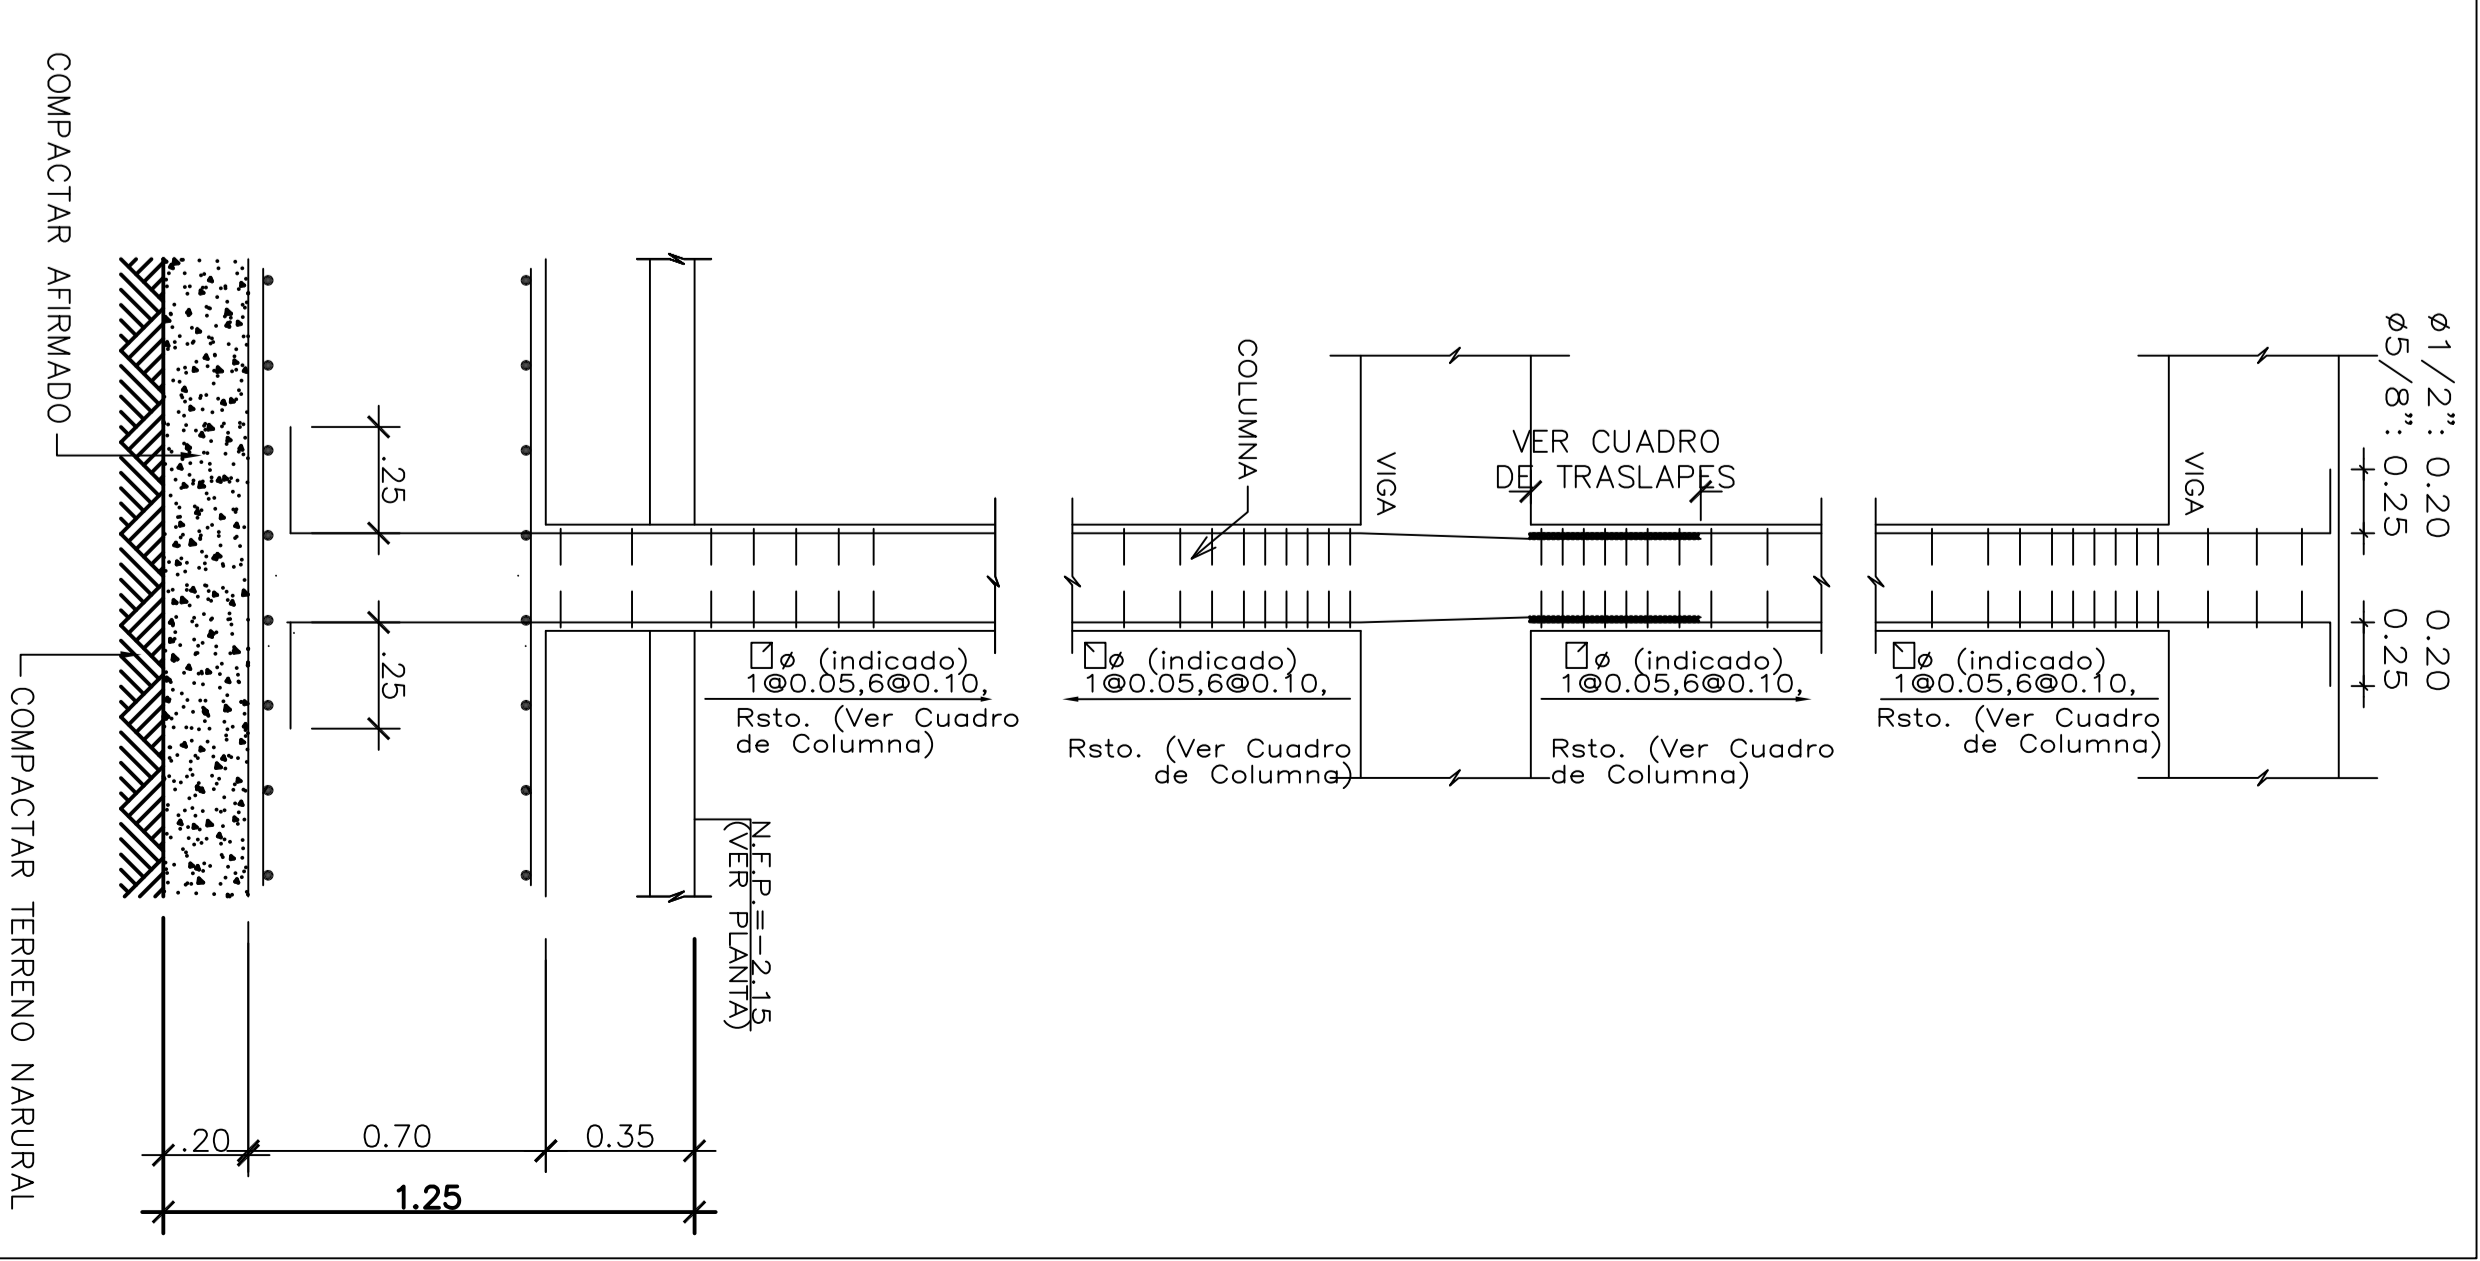 ø1/2": 0.20 0.20
ø5/8": 0.25 0.25
VIGA
VER CUADRO
DE TRASLAPES
VIGA
COLUMNA
ø (indicado)
1@0.05,6@0.10,
Rsto. (Ver Cuadro
de Columna)
ø (indicado)
1@0.05,6@0.10,
Rsto. (Ver Cuadro
de Columna)
ø (indicado)
1@0.05,6@0.10,
Rsto. (Ver Cuadro
de Columna)
ø (indicado)
1@0.05,6@0.10,
Rsto. (Ver Cuadro
de Columna)
N.F.P.=-2.15
(VER PLANTA)
.25
.25
COMPACTAR AFIRMADO
COMPACTAR TERRENO NARURAL
.20
0.70
0.35
1.25